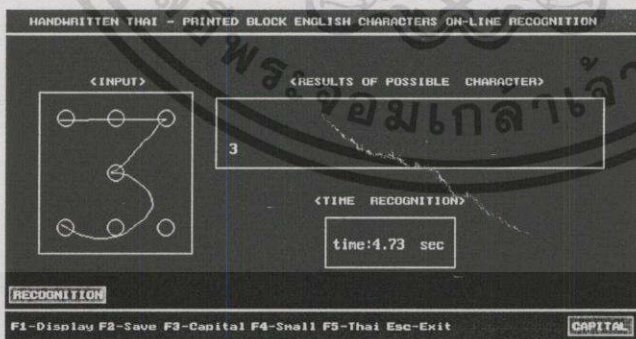 HANDWRITTEN THAI - PRINTED BLOCK ENGLISH CHARACTERS ON-LINE RECOGNITION
<INPUT>
<RESULTS OF POSSIBLE CHARACTER>
3
3
<TIME RECOGNITION>
time:4.73 sec
RECOGNITION
F1-Display F2-Save F3-Capital F4-Small F5-Thai Esc-Exit
CAPITAL